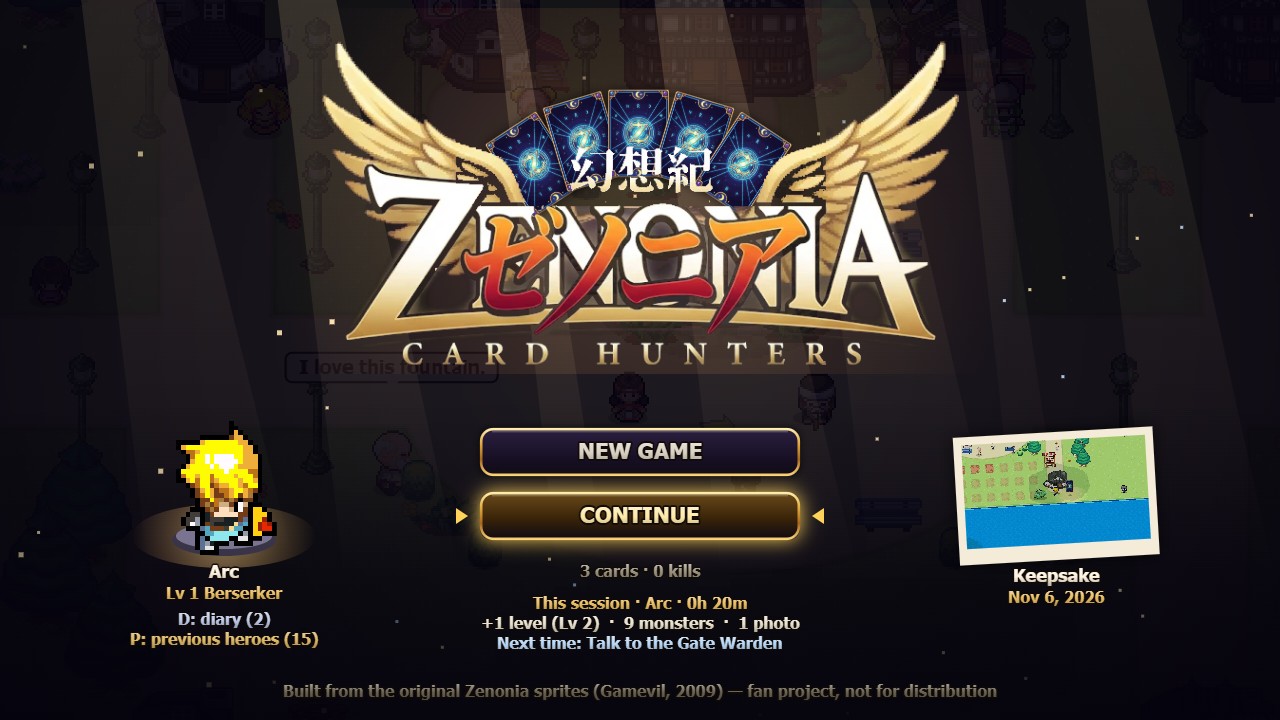 幻想紀
ZENONIA
ゼノニア
CARD HUNTERS
I love this fountain.
NEW GAME
CONTINUE
3 cards · 0 kills
This session · Arc · 0h 20m
+1 level (Lv 2) · 9 monsters · 1 photo
Next time: Talk to the Gate Warden
Arc
Lv 1 Berserker
D: diary (2)
P: previous heroes (15)
Keepsake
Nov 6, 2026
Built from the original Zenonia sprites (Gamevil, 2009) — fan project, not for distribution